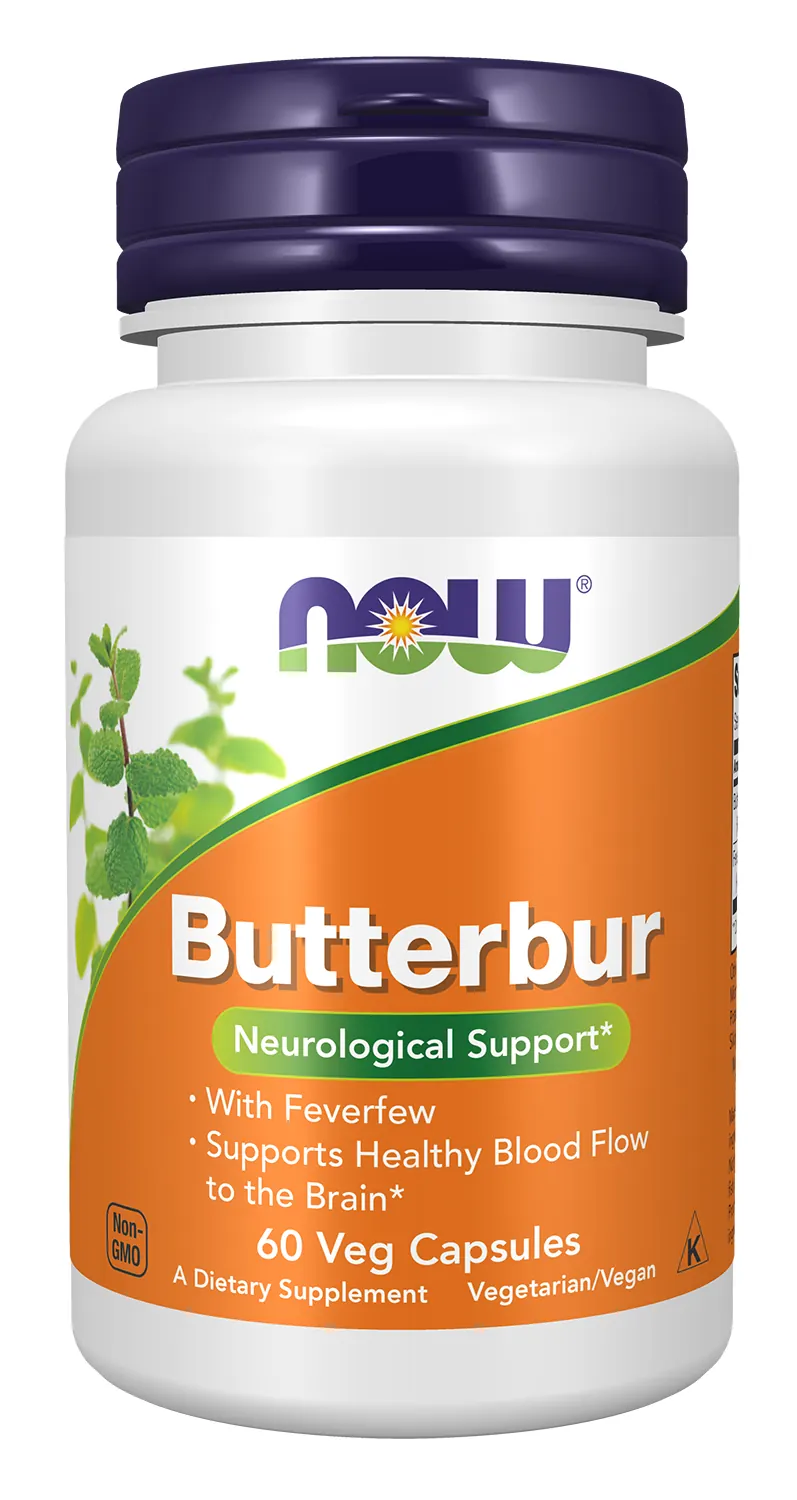 NOW®
Butterbur
Neurological Support*
• With Feverfew
• Supports Healthy Blood Flow
to the Brain*
60 Veg Capsules
A Dietary Supplement
Vegetarian/Vegan
Non-
GMO
K